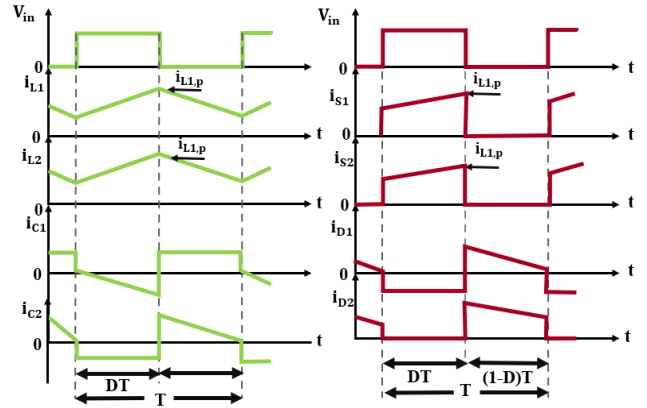 V_in
0
t
i_L1
i_L1,p
0
t
i_L2
i_L1,p
0
t
i_C1
0
t
i_C2
0
t
DT
T
V_in
0
t
i_S1
i_L1,p
0
t
i_S2
i_L1,p
0
t
i_D1
0
t
i_D2
0
t
DT
(1-D)T
T